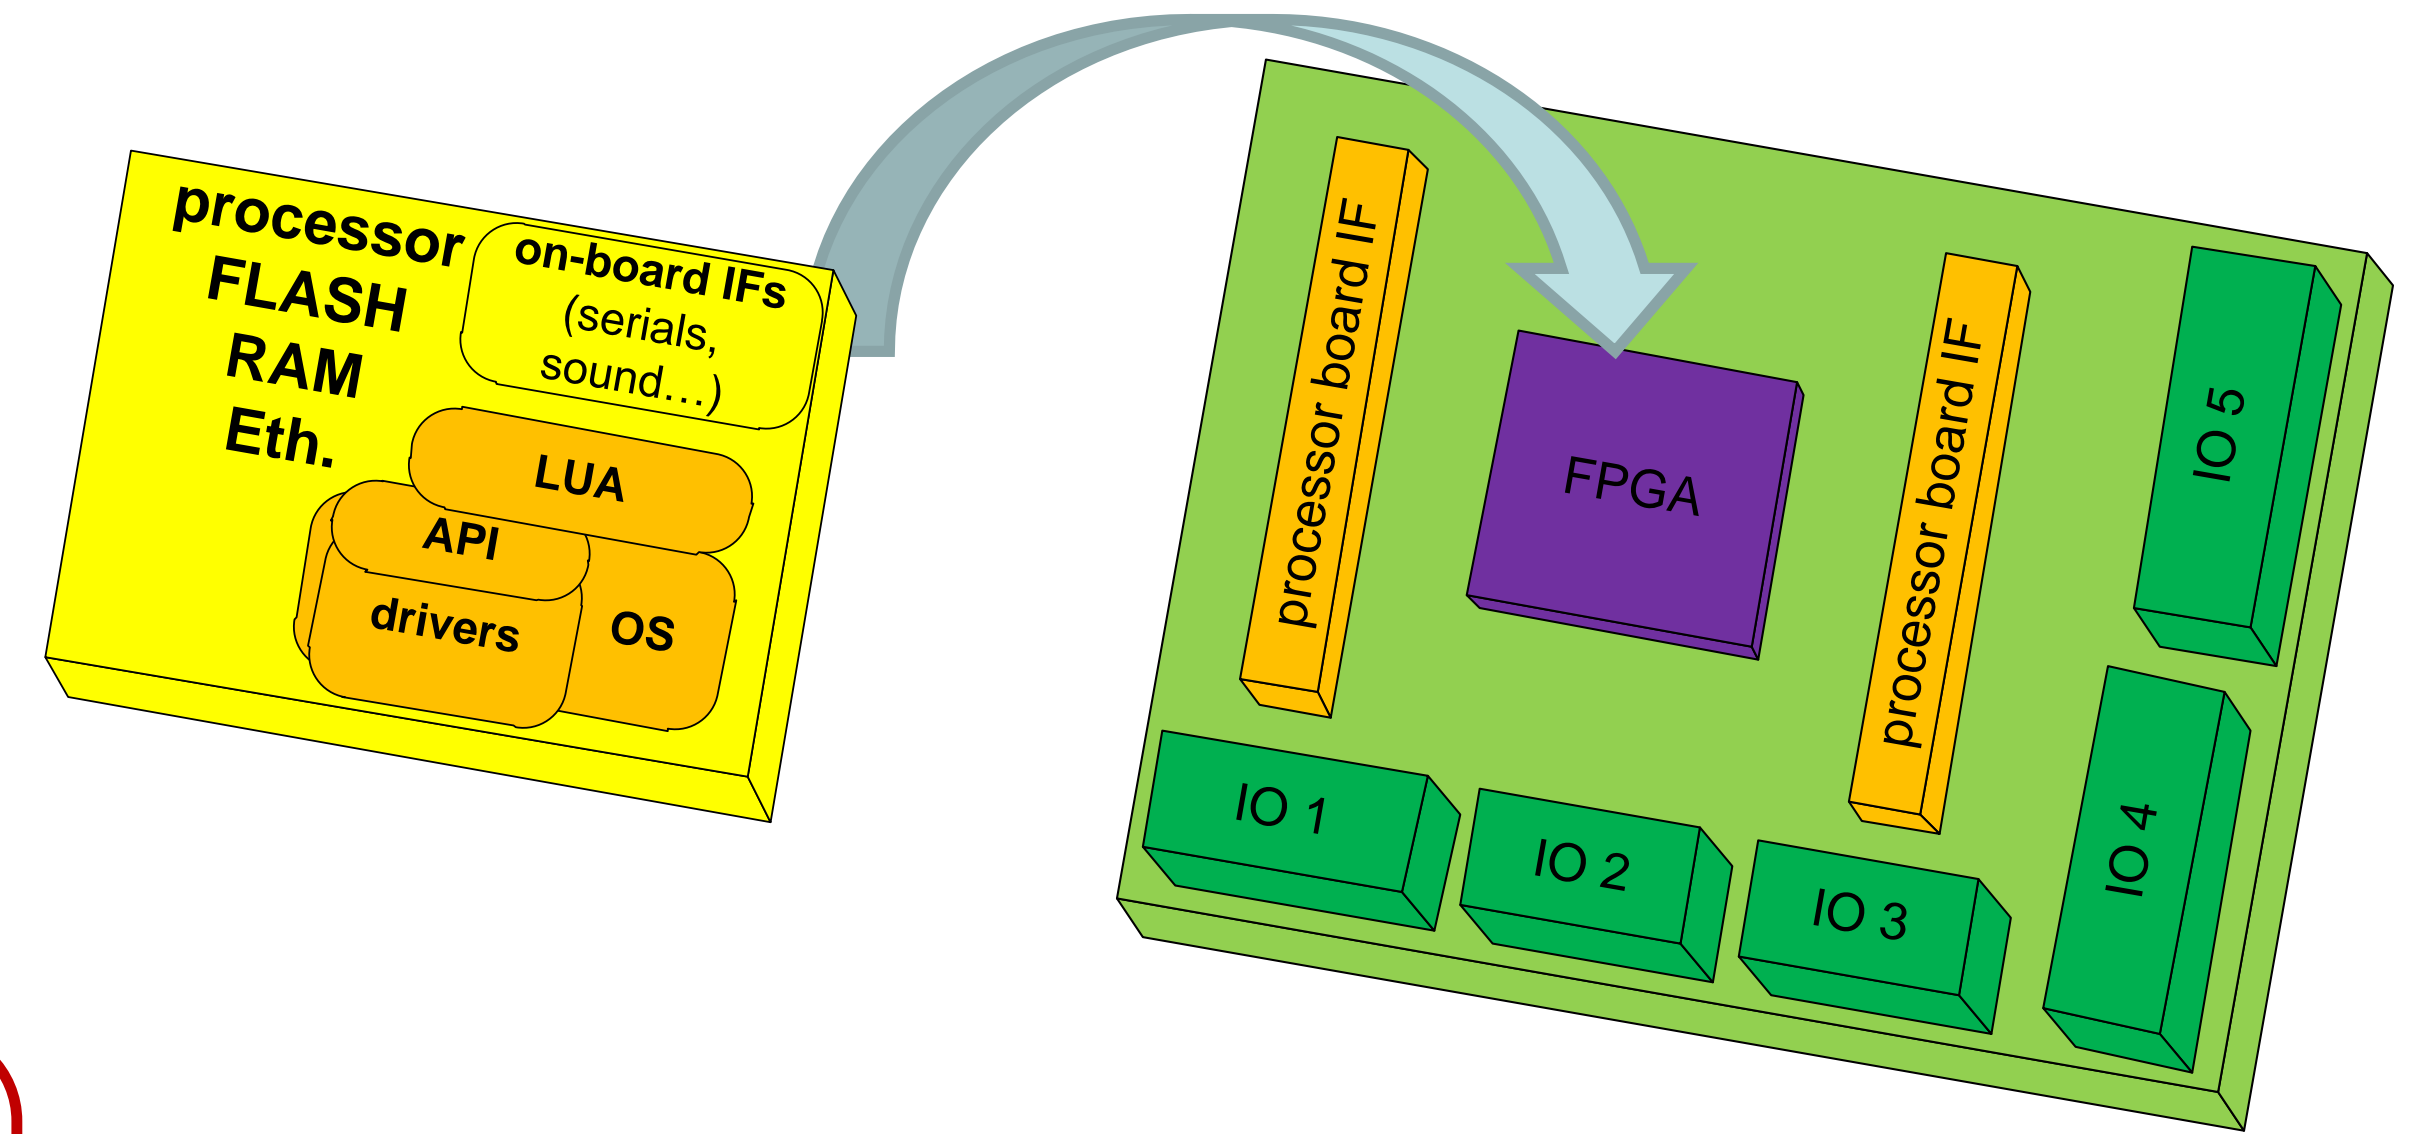 processor
FLASH
RAM
Eth.
on-board IFs
(serials,
sound…)
LUA
API
drivers
OS
processor board IF
FPGA
processor board IF
IO 5
IO 4
IO 1
IO 2
IO 3